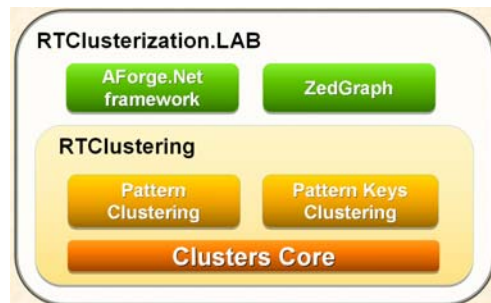 RTClusterization.LAB
AForge.Net
framework
ZedGraph
RTClustering
Pattern
Clustering
Pattern Keys
Clustering
Clusters Core